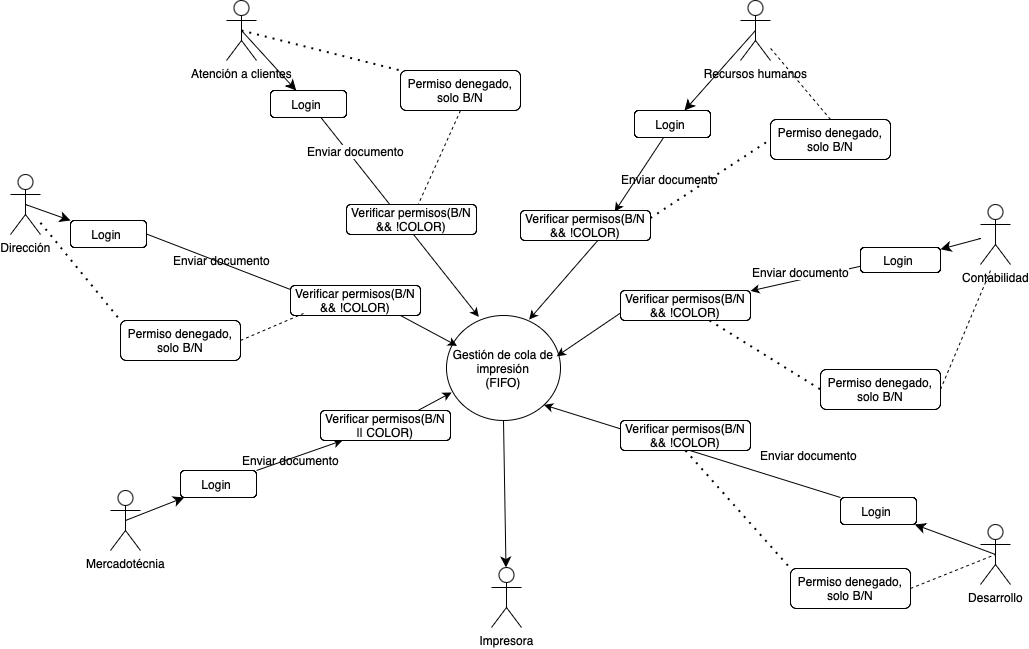 Atención a clientes
Login
Enviar documento
Permiso denegado,
solo B/N
Verificar permisos(B/N
&& !COLOR)
Recursos humanos
Login
Enviar documento
Permiso denegado,
solo B/N
Verificar permisos(B/N
&& !COLOR)
Dirección
Login
Enviar documento
Verificar permisos(B/N
&& !COLOR)
Permiso denegado,
solo B/N
Contabilidad
Login
Enviar documento
Verificar permisos(B/N
&& !COLOR)
Permiso denegado,
solo B/N
Gestión de cola de
impresión
(FIFO)
Mercadotécnia
Login
Enviar documento
Verificar permisos(B/N
|| COLOR)
Verificar permisos(B/N
&& !COLOR)
Enviar documento
Login
Permiso denegado,
solo B/N
Desarrollo
Impresora